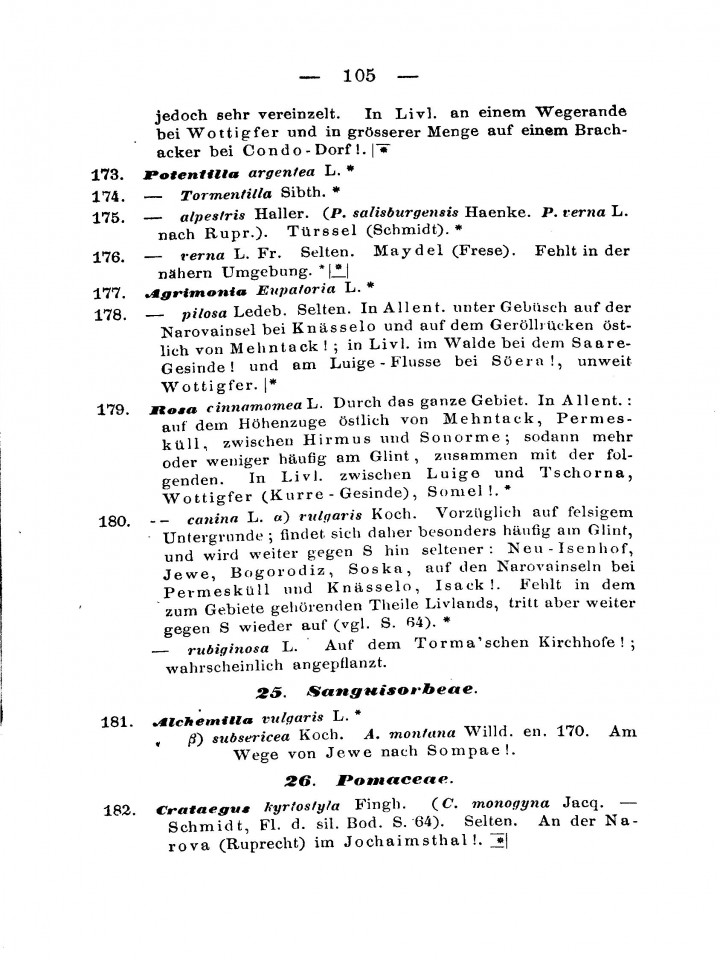 — 105 —
jedoch sehr vereinzelt. In Livl. an einem Wegerande
bei Wottigfer und in grösserer Menge auf einem Brach-
acker bei Condo-Dorf!. |*
173. Potentilla argentea L. *
174. — Tormentilla Sibth. *
175. — alpestris Haller. (P. salisburgensis Haenke. P. verna L.
nach Rupr.). Türssel (Schmidt). *
176. — verna L. Fr. Selten. Maydel (Frese). Fehlt in der
nähern Umgebung. *|*|
177. Agrimonia Eupatoria L. *
178. — pilosa Ledeb. Selten. In Allent. unter Gebüsch auf der
Narovainsel bei Knässelo und auf dem Geröllrücken öst-
lich von Mehntack!; in Livl. im Walde bei dem Saare-
Gesinde! und am Luige-Flusse bei Söera!, unweit
Wottigfer. |*
179. Rosa cinnamomea L. Durch das ganze Gebiet. In Allent.:
auf dem Höhenzuge östlich von Mehntack, Permes-
küll, zwischen Hirmus und Sonorme; sodann mehr
oder weniger häufig am Glint, zusammen mit der fol-
genden. In Livl. zwischen Luige und Tschorna,
Wottigfer (Kurre-Gesinde), Somel!. *
180. -- canina L. α) vulgaris Koch. Vorzüglich auf felsigem
Untergrunde; findet sich daher besonders häufig am Glint,
und wird weiter gegen S hin seltener: Neu-Isenhof,
Jewe, Bogorodiz, Soska, auf den Narovainseln bei
Permesküll und Knässelo, Isack!. Fehlt in dem
zum Gebiete gehörenden Theile Livlands, tritt aber weiter
gegen S wieder auf (vgl. S. 64). *
— rubiginosa L. Auf dem Torma'schen Kirchhofe!;
wahrscheinlich angepflanzt.
25. Sanguisorbeae.
181. Alchemilla vulgaris L. *
β) subsericea Koch. A. montana Willd. en. 170. Am
Wege von Jewe nach Sompae!.
26. Pomaceae.
182. Crataegus kyrtostyla Fingh. (C. monogyna Jacq. —
Schmidt, Fl. d. sil. Bod. S. 64). Selten. An der Na-
rova (Ruprecht) im Jochaimsthal!. *|